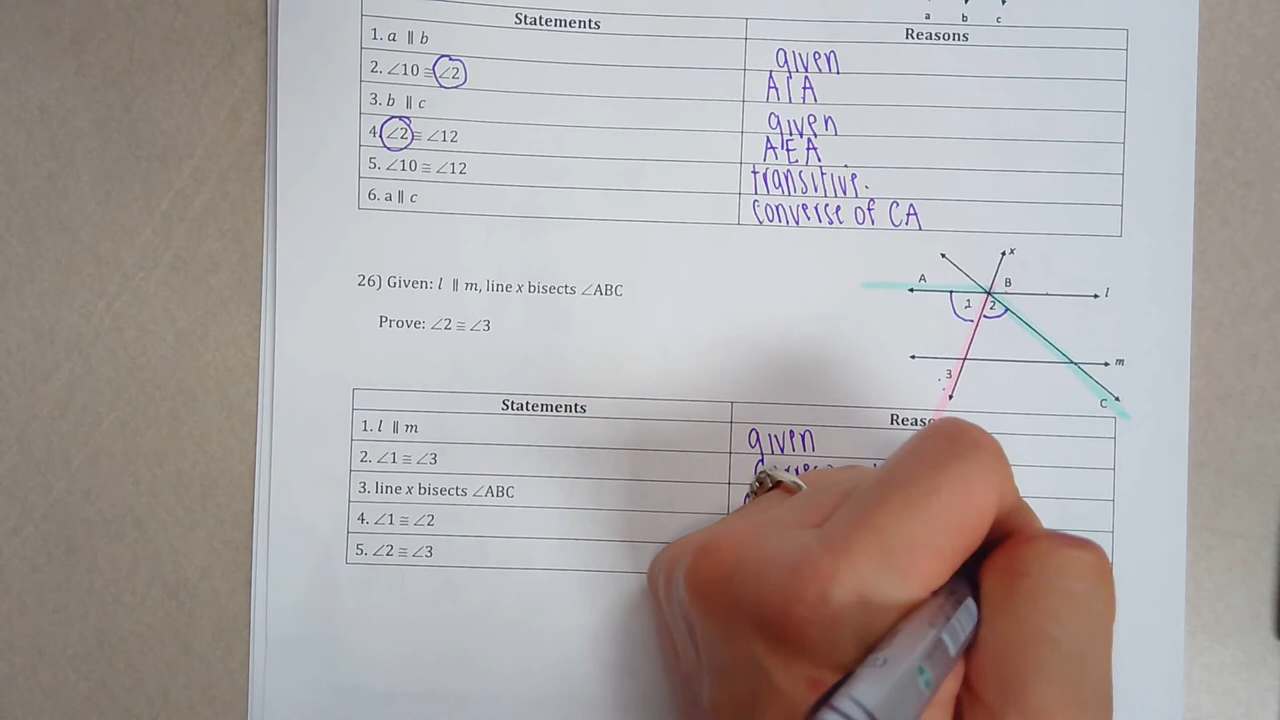 a b c
Statements Reasons
1. a ∥ b given
2. ∠10 ≅ ∠2 AIA
3. b ∥ c given
4 ∠2 ≅ ∠12 AEA
5. ∠10 ≅ ∠12 transitive.
6. a ∥ c converse of CA
26) Given: l ∥ m, line x bisects ∠ABC
Prove: ∠2 ≅ ∠3
x
A B
l
1 2
m
3
C
Statements
1. l ∥ m given
2. ∠1 ≅ ∠3
3. line x bisects ∠ABC
4. ∠1 ≅ ∠2
5. ∠2 ≅ ∠3